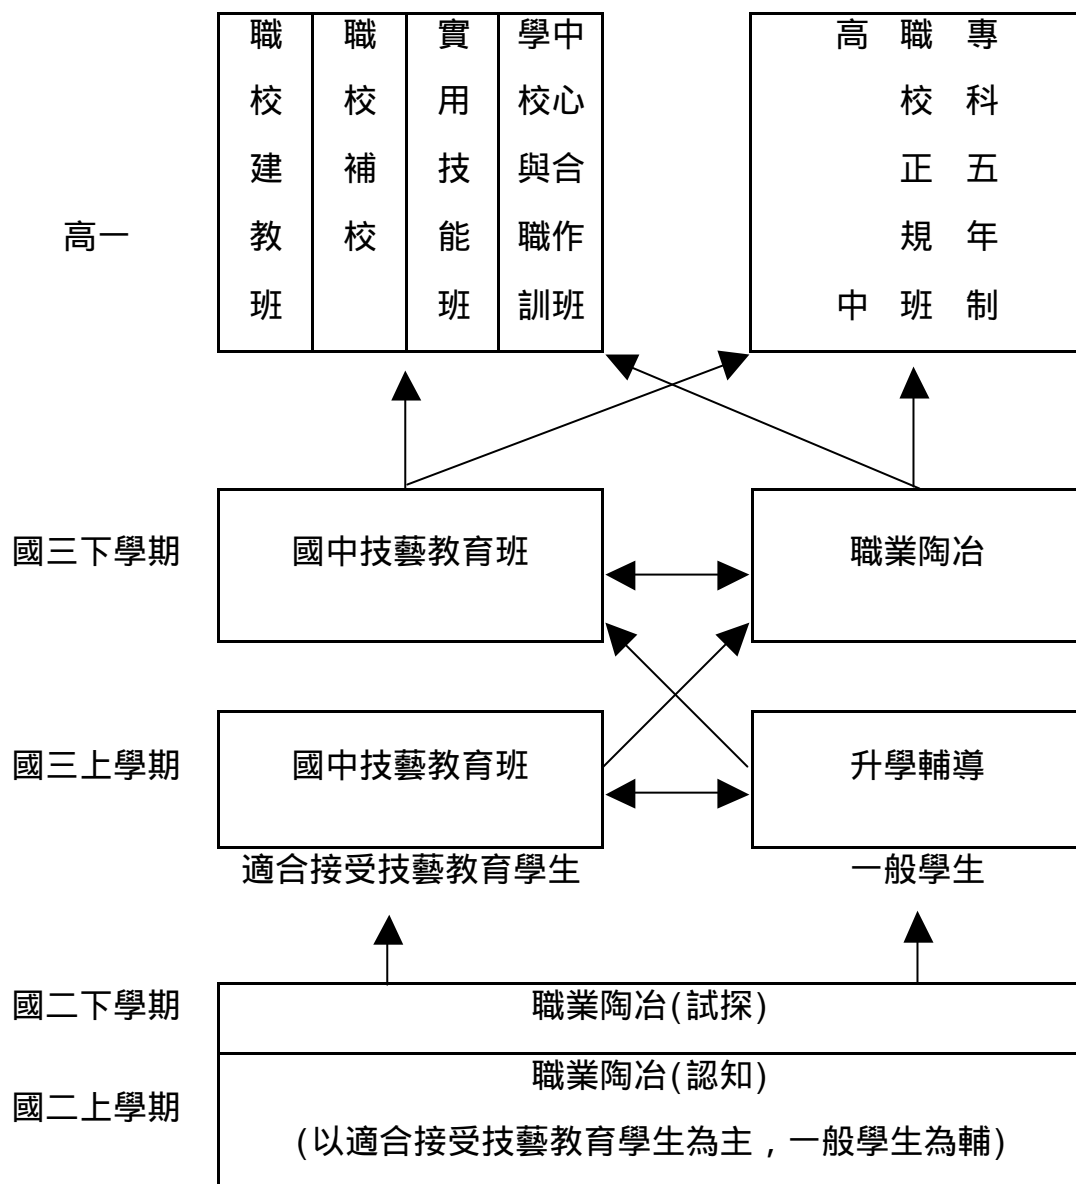 職校建教班
職校補校
實用技能班
學校與職訓
中心合作班
高中
職校正規班
專科五年制
高一
國三下學期
國中技藝教育班
職業陶冶
國三上學期
國中技藝教育班
升學輔導
適合接受技藝教育學生
一般學生
國二下學期
職業陶冶(試探)
國二上學期
職業陶冶(認知)
(以適合接受技藝教育學生為主，一般學生為輔)